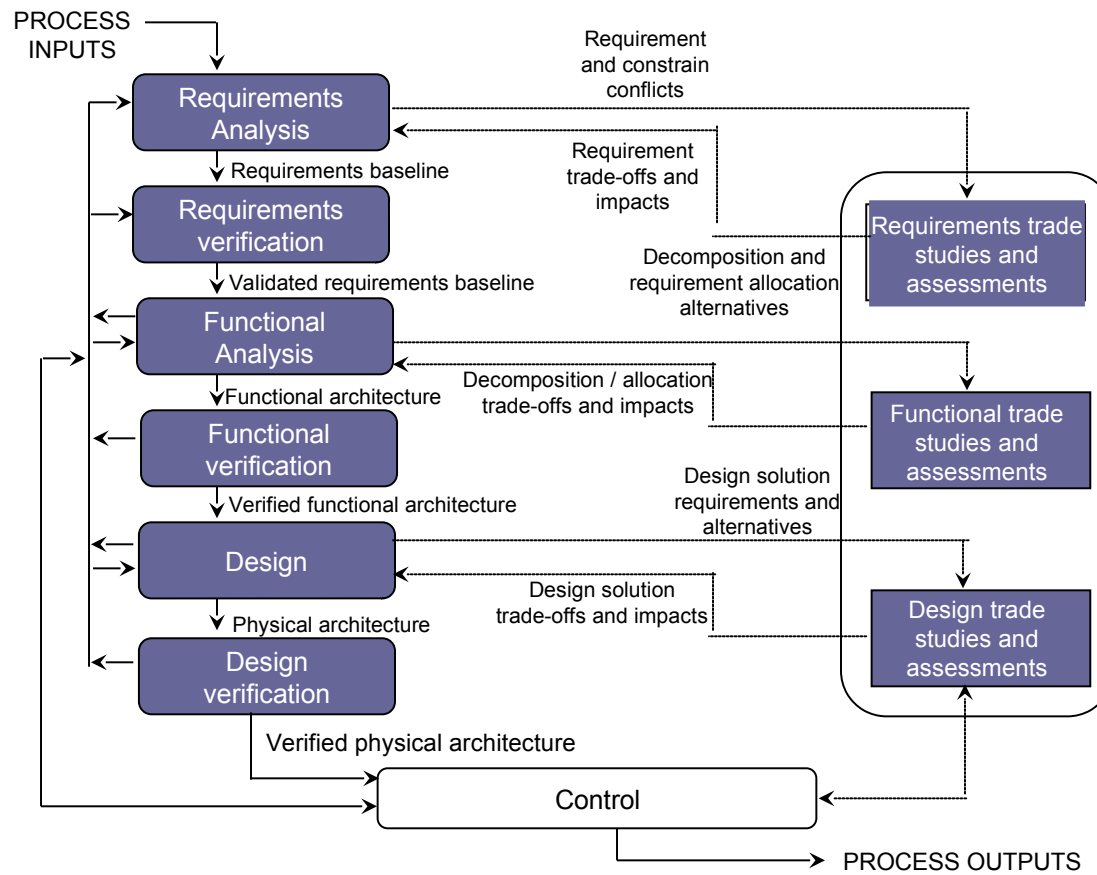 PROCESS
INPUTS
Requirement
and constrain
conflicts
Requirements
Analysis
Requirement
trade-offs and
impacts
Requirements baseline
Requirements
verification
Requirements trade
studies and
assessments
Decomposition and
requirement allocation
alternatives
Validated requirements baseline
Functional
Analysis
Decomposition / allocation
trade-offs and impacts
Functional architecture
Functional trade
studies and
assessments
Functional
verification
Design solution
requirements and
alternatives
Verified functional architecture
Design
Design solution
trade-offs and impacts
Design trade
studies and
assessments
Physical architecture
Design
verification
Verified physical architecture
Control
PROCESS OUTPUTS